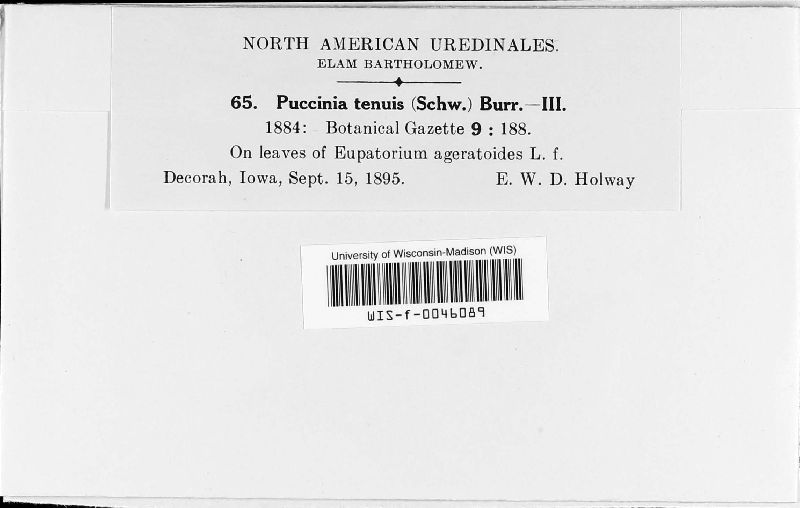 NORTH AMERICAN UREDINALES.
ELAM BARTHOLOMEW.
65. Puccinia tenuis (Schw.) Burr.—III.
1884: Botanical Gazette 9 : 188.
On leaves of Eupatorium ageratoides L. f.
Decorah, Iowa, Sept. 15, 1895. E. W. D. Holway
University of Wisconsin-Madison (WIS)
WIS-f-0046089